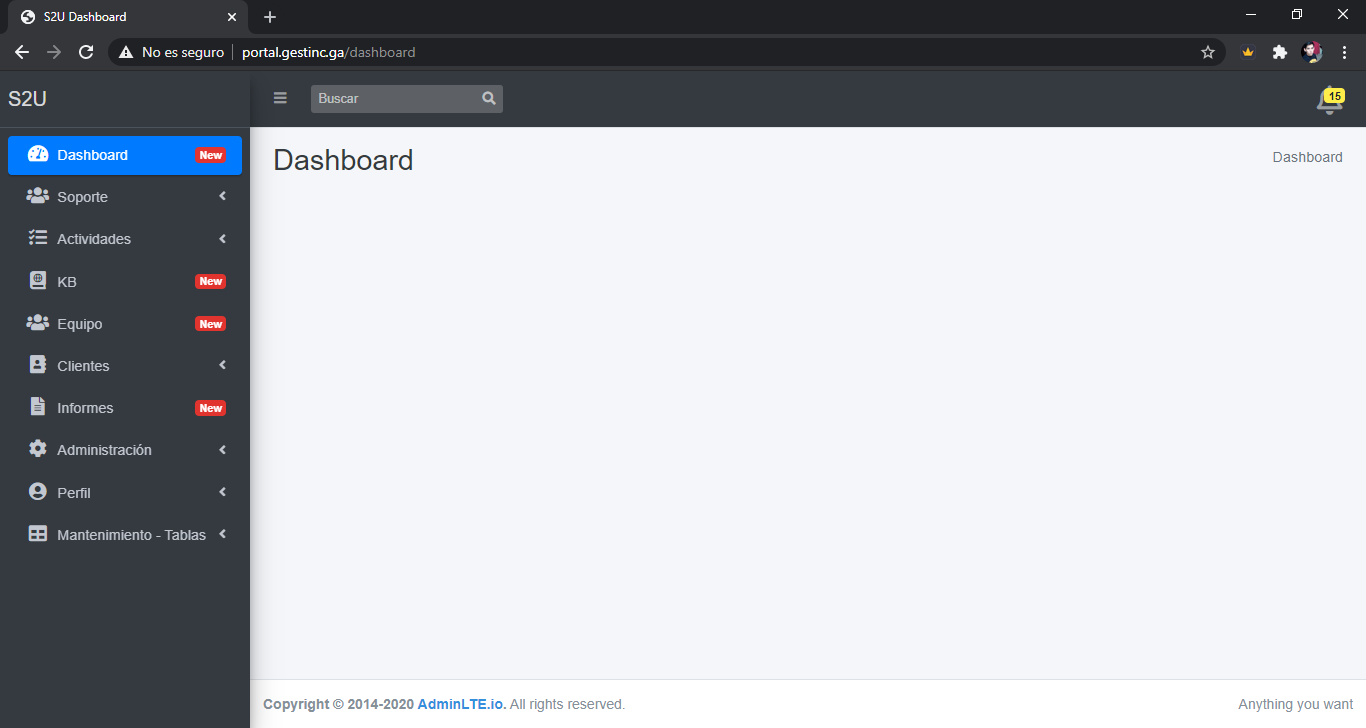 S2U Dashboard
No es seguro portal.gestinc.ga/dashboard
S2U
Buscar
15
Dashboard New
Soporte
Actividades
KB New
Equipo New
Clientes
Informes New
Administración
Perfil
Mantenimiento - Tablas
Dashboard
Dashboard
Copyright © 2014-2020 AdminLTE.io. All rights reserved.
Anything you want